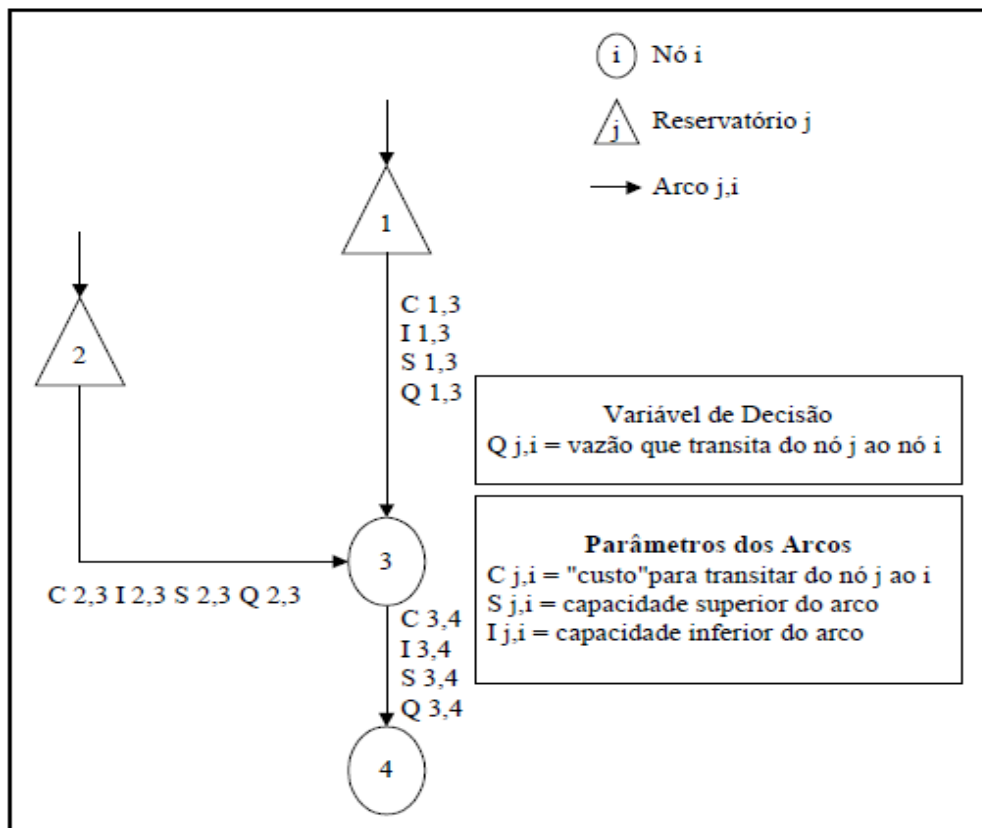 i Nó i
j Reservatório j
Arco j,i
1
C 1,3
I 1,3
S 1,3
Q 1,3
2
Variável de Decisão
Q j,i = vazão que transita do nó j ao nó i
Parâmetros dos Arcos
C j,i = "custo"para transitar do nó j ao i
S j,i = capacidade superior do arco
I j,i = capacidade inferior do arco
3
C 2,3 I 2,3 S 2,3 Q 2,3
C 3,4
I 3,4
S 3,4
Q 3,4
4